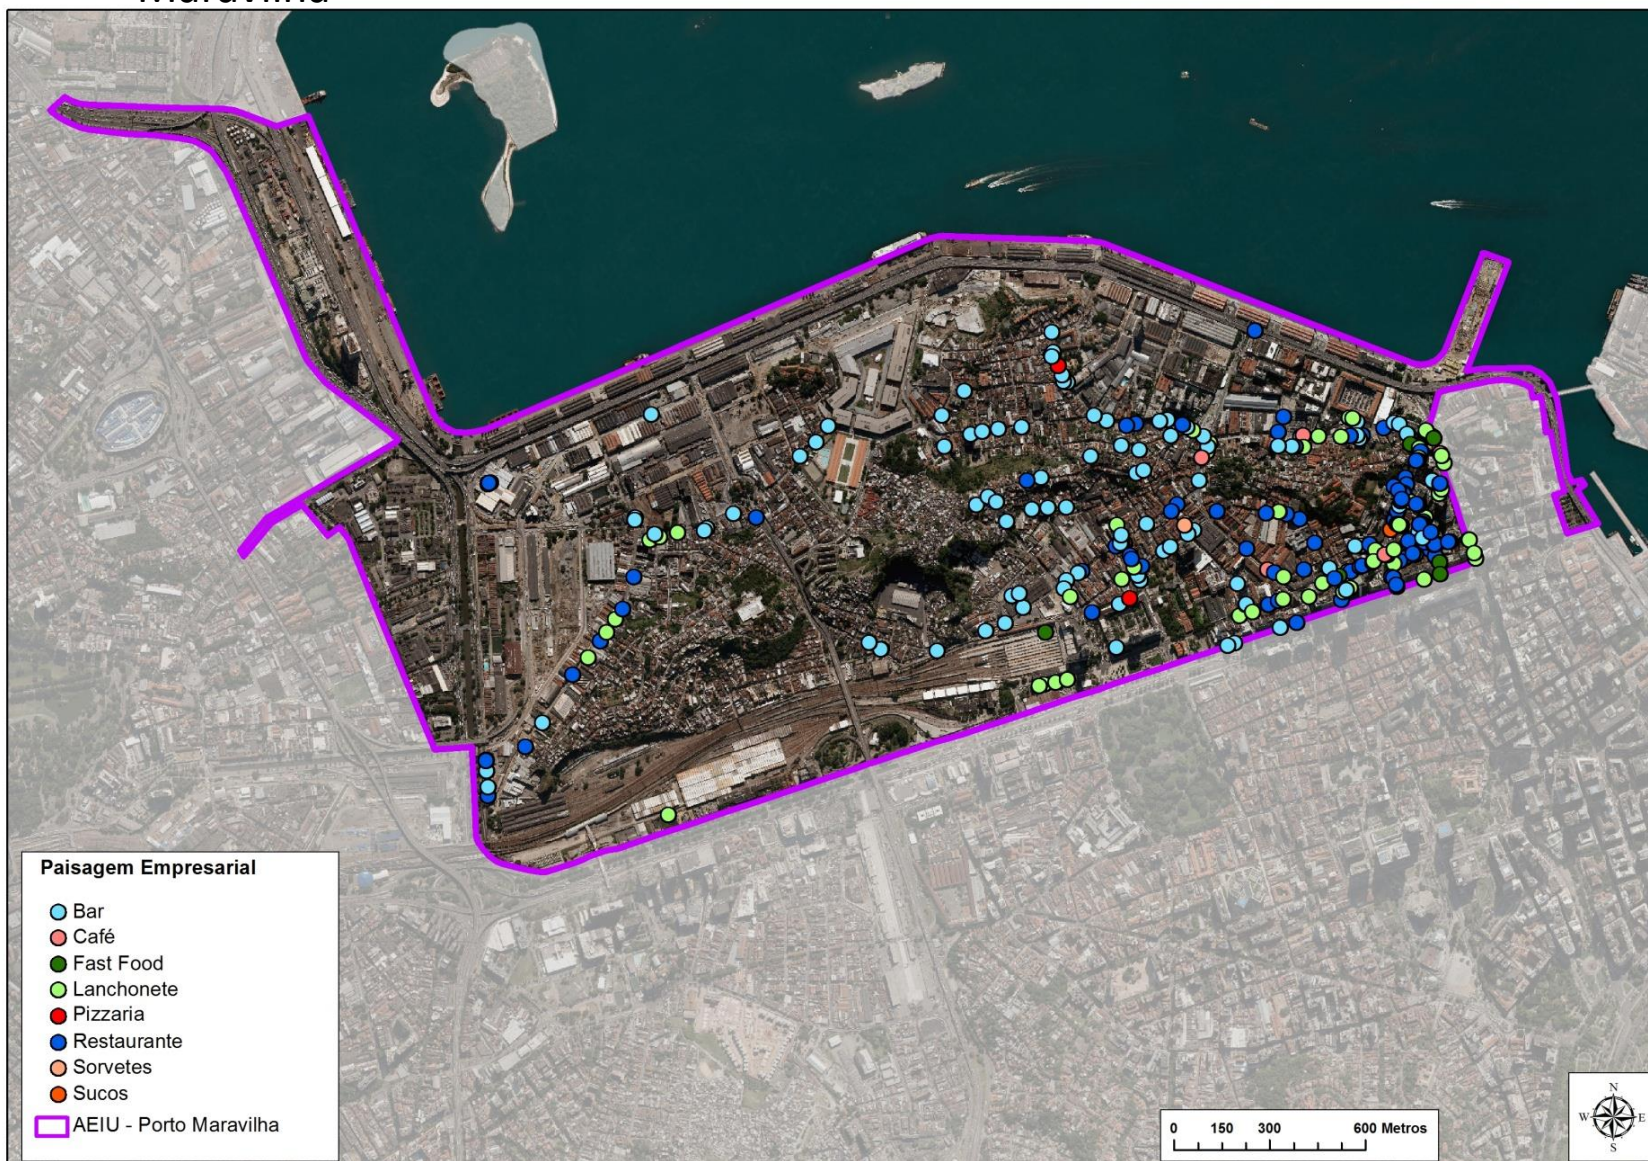 Maravilha
Paisagem Empresarial
Bar
Café
Fast Food
Lanchonete
Pizzaria
Restaurante
Sorvetes
Sucos
AEIU - Porto Maravilha
0 150 300 600 Metros
N
W E
S